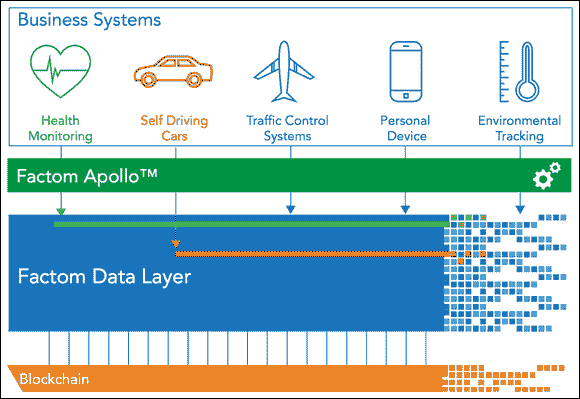 Business Systems
Health
Monitoring
Self Driving
Cars
Traffic Control
Systems
Personal
Device
Environmental
Tracking
Factom Apollo™
Factom Data Layer
Blockchain